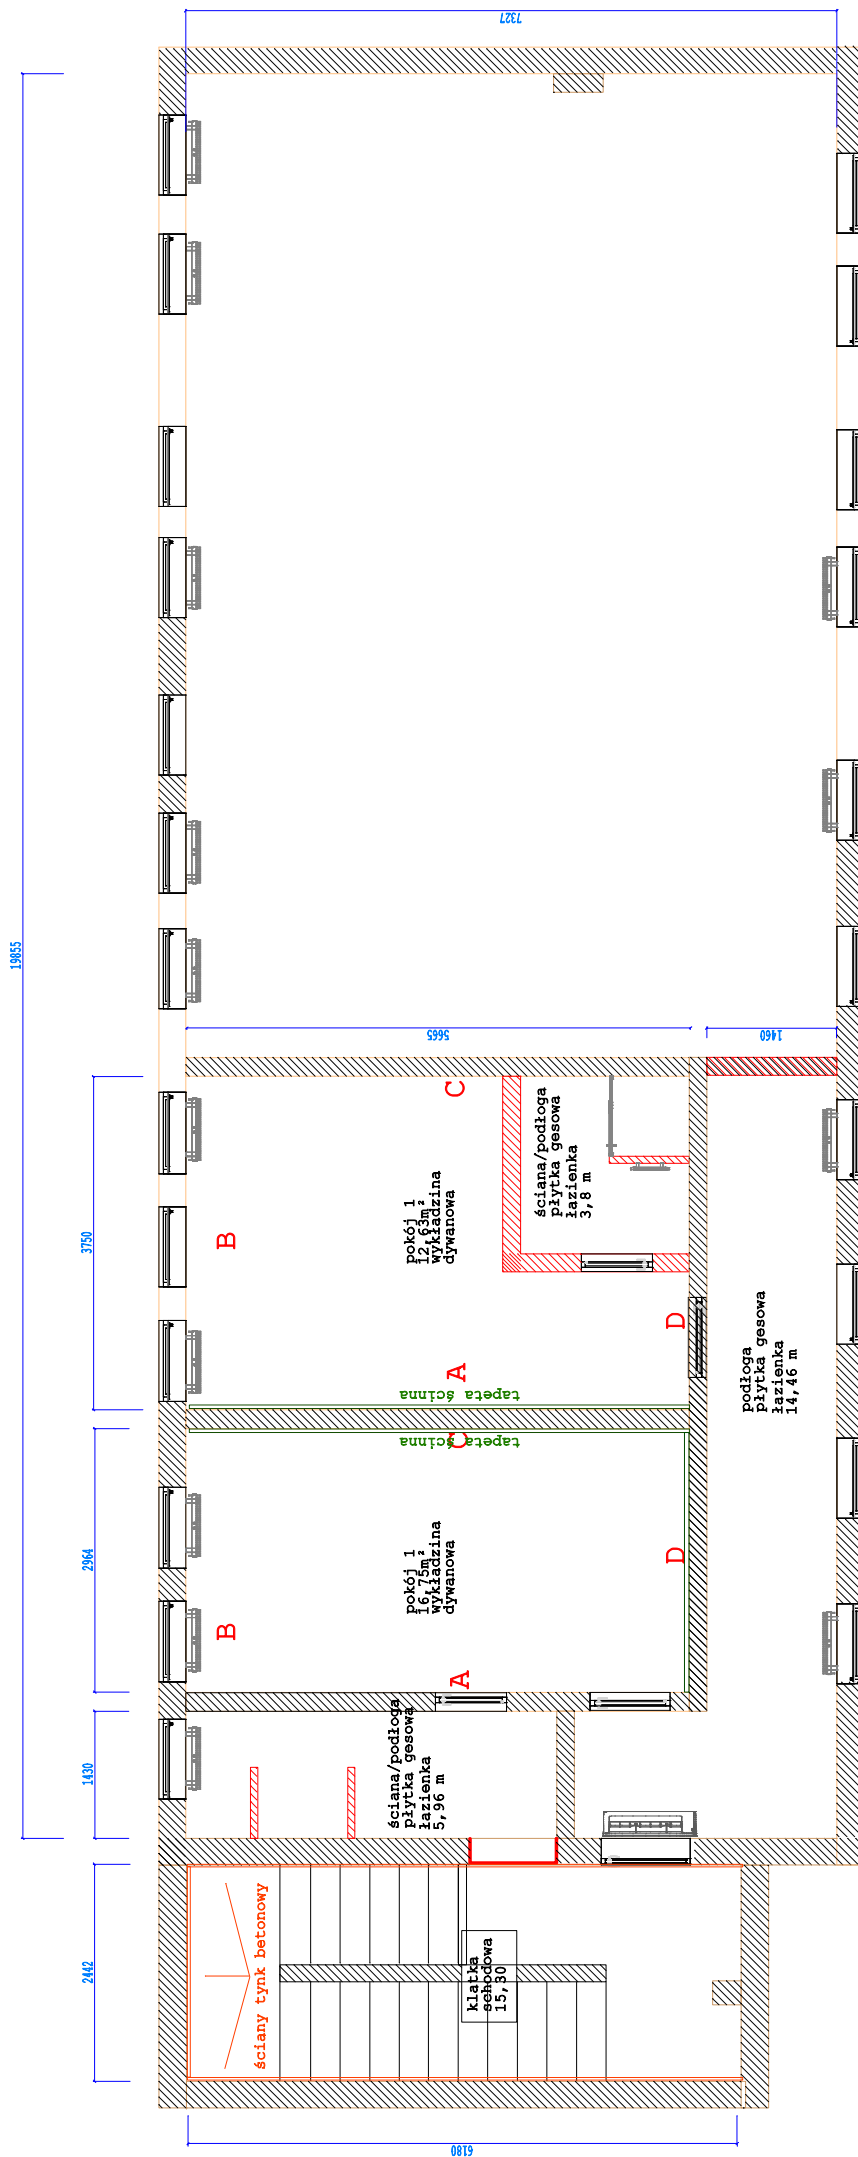 7327
19855
5665
1460
3750
C
ściana/podłoga
płytka gesowa
łazienka
3,8 m
pokój 1
12,63m²
wykładzina
dywanowa
B
D
podłoga
płytka gesowa
łazienka
14,46 m
A
tapeta ścinna
tapeta ścinna
C
2964
pokój 1
16,75m²
wykładzina
dywanowa
D
B
A
ściana/podłoga
płytka gesowa
łazienka
5,96 m
1430
2442
ściany tynk betonowy
klatka
schodowa
15,30
6180